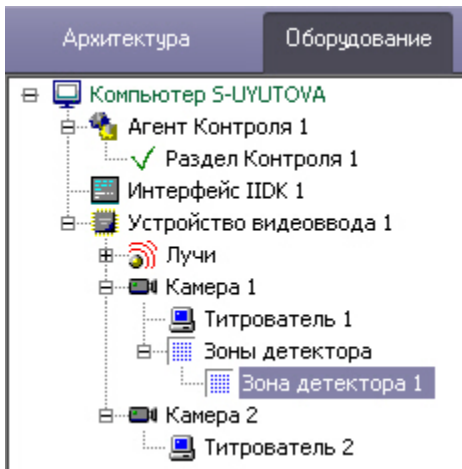 Архитектура Оборудование
Компьютер S-UYUTOVA
Агент Контроля 1
Раздел Контроля 1
Интерфейс IIDK 1
Устройство видеоввода 1
Лучи
Камера 1
Титрователь 1
Зоны детектора
Зона детектора 1
Камера 2
Титрователь 2